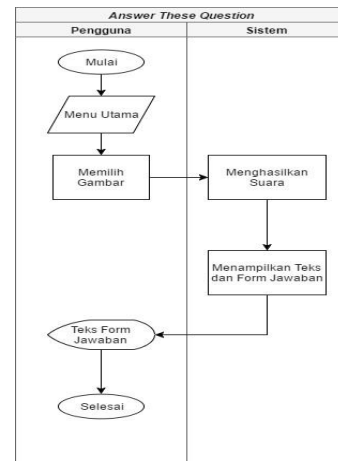 Answer These Question
Pengguna
Sistem
Mulai
Menu Utama
Memilih
Gambar
Menghasilkan
Suara
Menampilkan Teks
dan Form Jawaban
Teks Form
Jawaban
Selesai